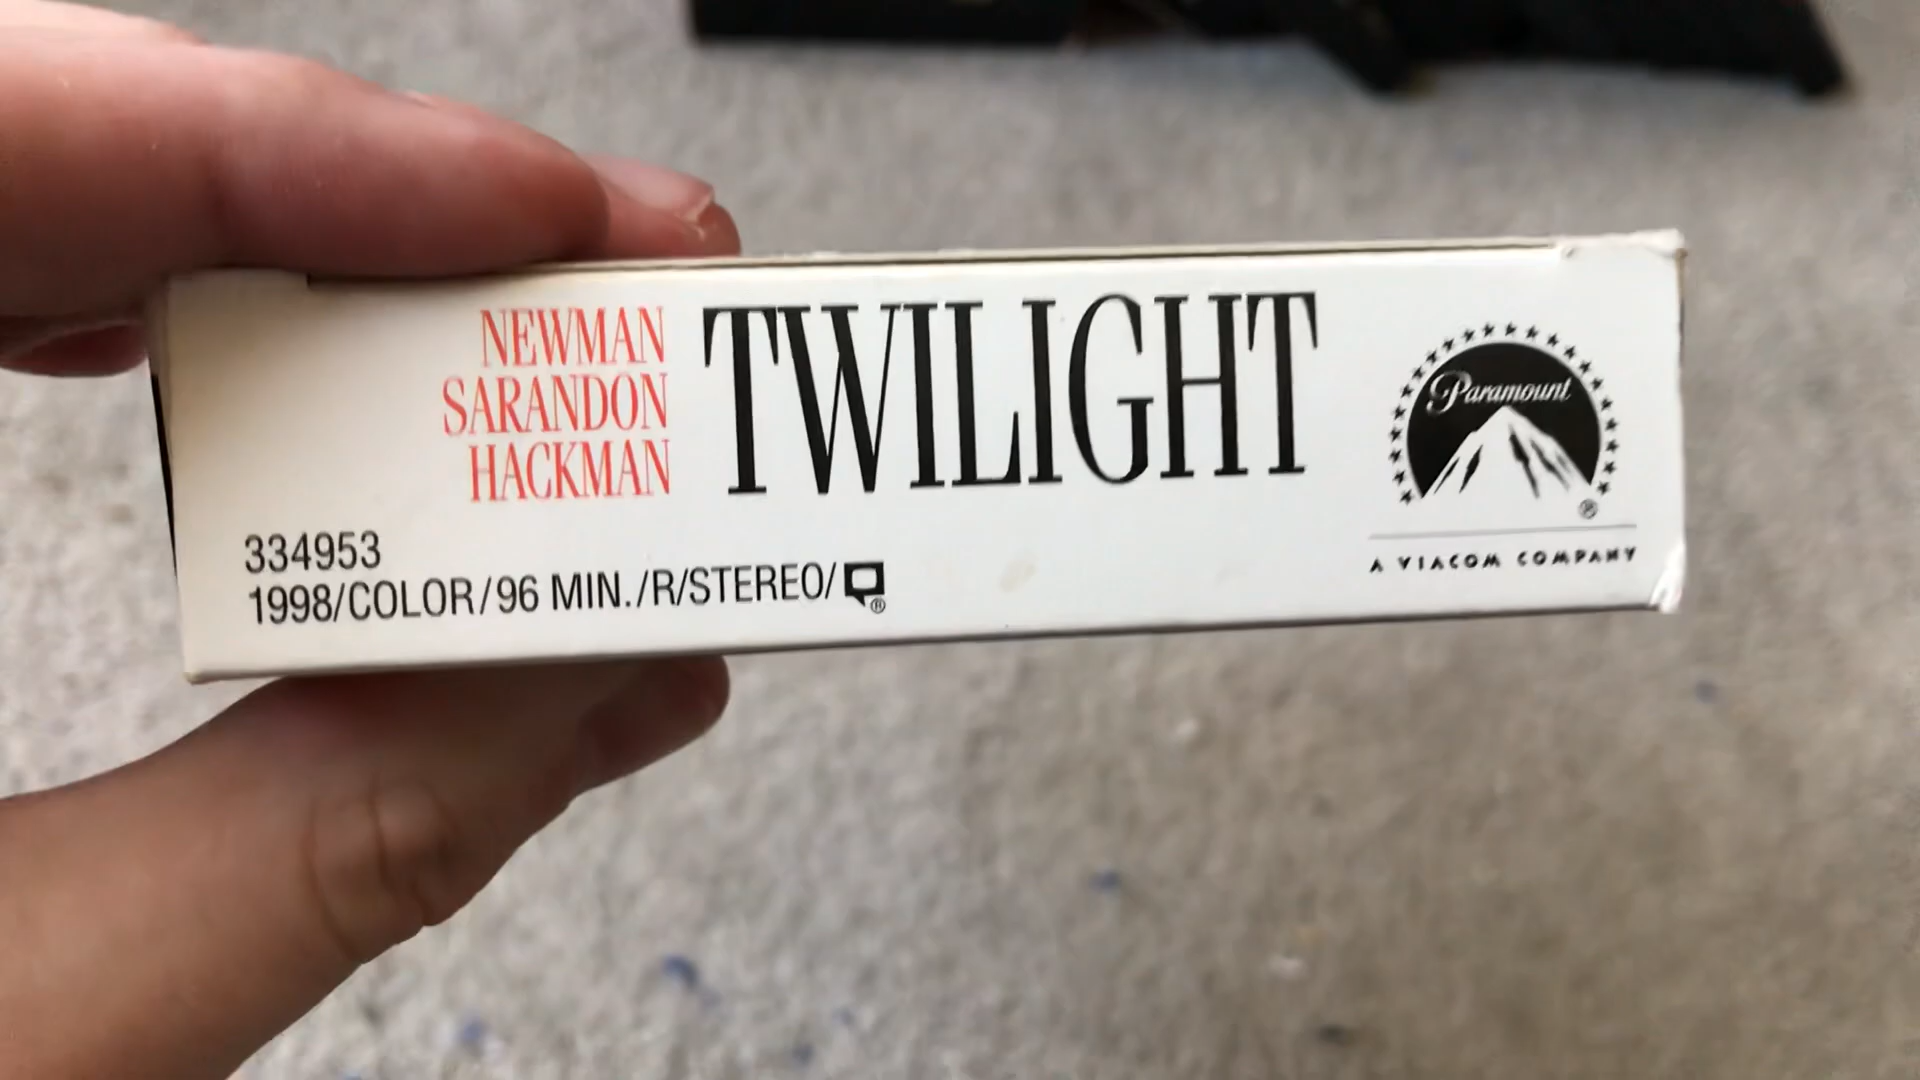 NEWMAN
SARANDON
HACKMAN
TWILIGHT
Paramount
®
A VIACOM COMPANY
334953
1998/COLOR/96 MIN./R/STEREO/
®